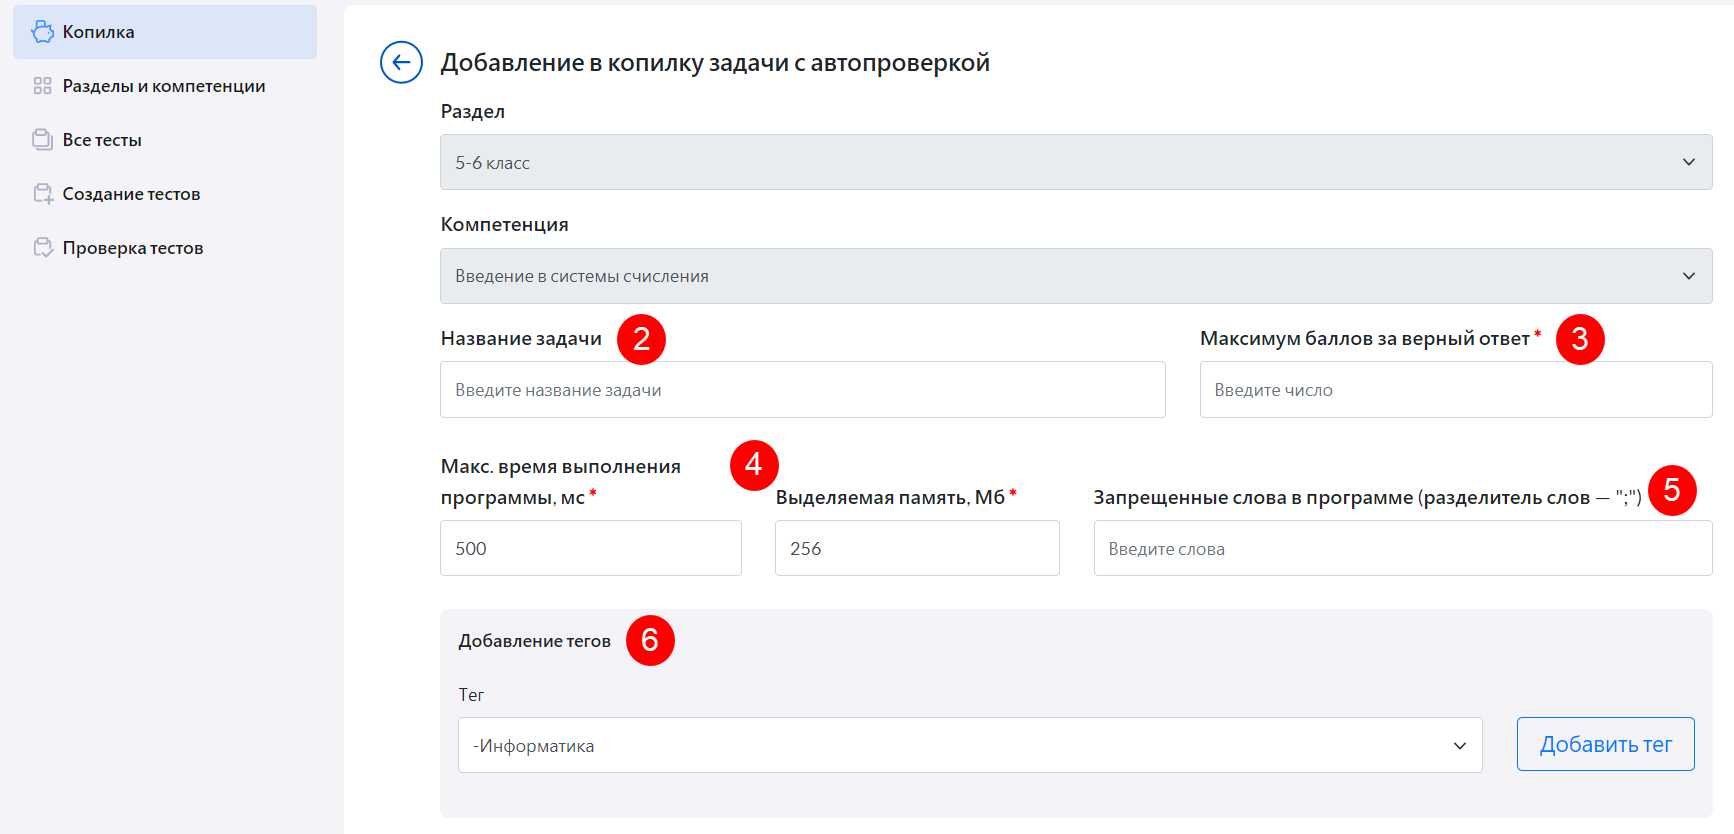 Копилка
Разделы и компетенции
Все тесты
Создание тестов
Проверка тестов
Добавление в копилку задачи с автопроверкой
Раздел
5-6 класс
Компетенция
Введение в системы счисления
Название задачи 2
Введите название задачи
Максимум баллов за верный ответ * 3
Введите число
Макс. время выполнения
программы, мс *
500
4
Выделяемая память, Мб *
256
Запрещенные слова в программе (разделитель слов — ";") 5
Введите слова
Добавление тегов 6
Тег
-Информатика
Добавить тег